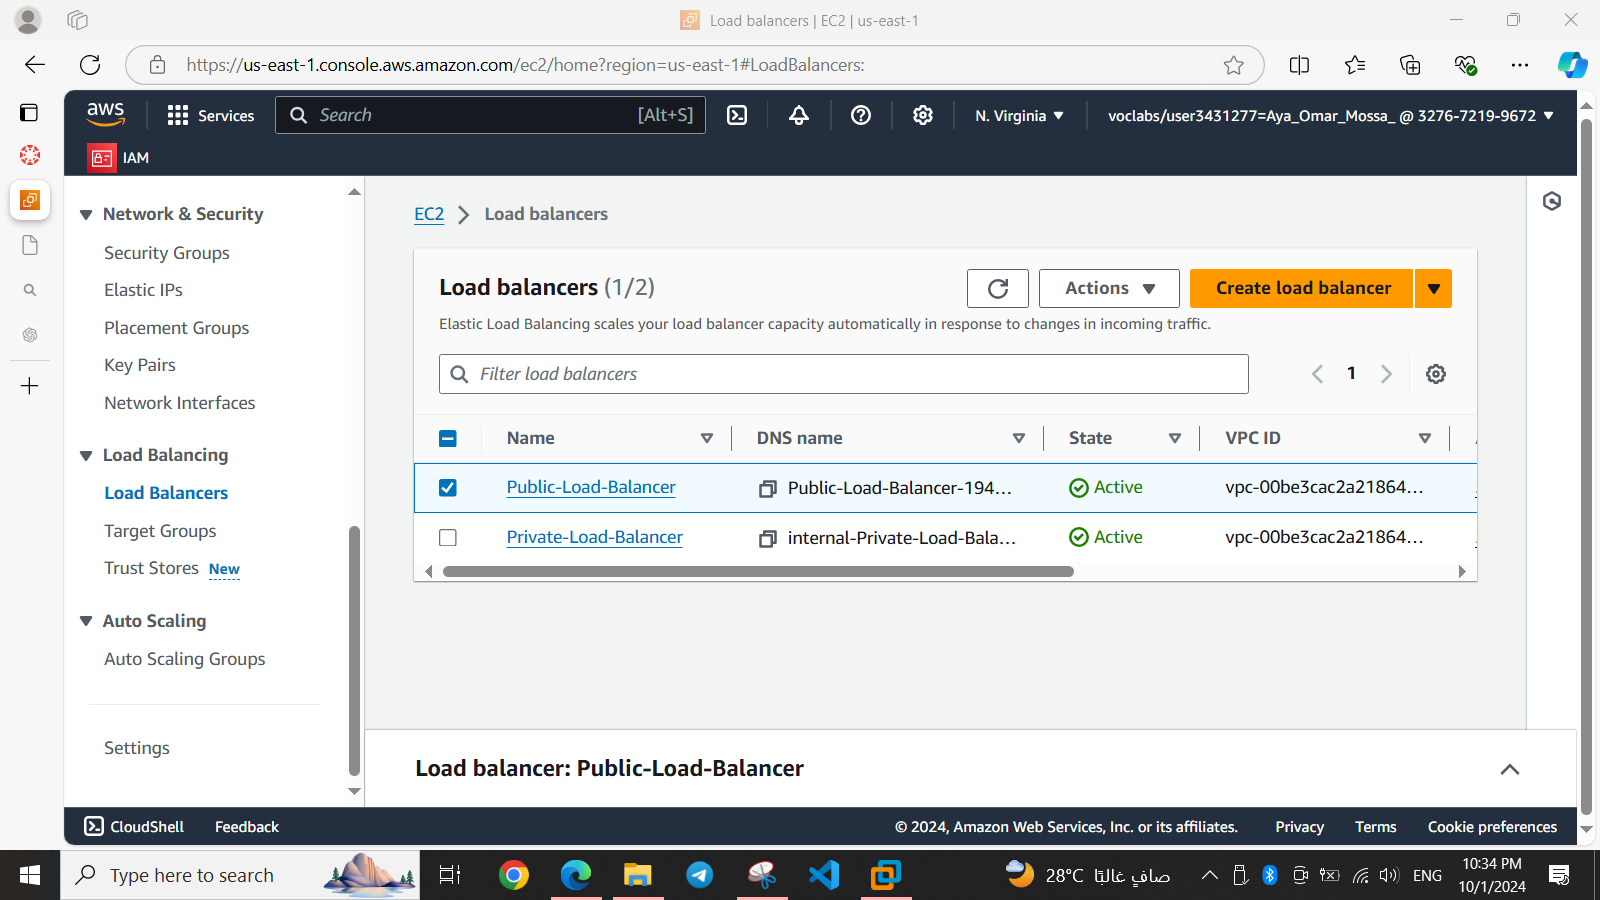 Load balancers | EC2 | us-east-1
https://us-east-1.console.aws.amazon.com/ec2/home?region=us-east-1#LoadBalancers:
aws
Services
Search
[Alt+S]
N. Virginia
voclabs/user3431277=Aya_Omar_Mossa_ @ 3276-7219-9672
IAM
Network & Security
Security Groups
Elastic IPs
Placement Groups
Key Pairs
Network Interfaces
Load Balancing
Load Balancers
Target Groups
Trust Stores New
Auto Scaling
Auto Scaling Groups
Settings
EC2 > Load balancers
Load balancers (1/2)
Actions
Create load balancer
Elastic Load Balancing scales your load balancer capacity automatically in response to changes in incoming traffic.
Filter load balancers
1
Name DNS name State VPC ID
Public-Load-Balancer Public-Load-Balancer-194... Active vpc-00be3cac2a21864...
Private-Load-Balancer internal-Private-Load-Bala... Active vpc-00be3cac2a21864...
Load balancer: Public-Load-Balancer
CloudShell Feedback © 2024, Amazon Web Services, Inc. or its affiliates. Privacy Terms Cookie preferences
Type here to search
28°C صافٍ غالبًا
ENG
10:34 PM
10/1/2024